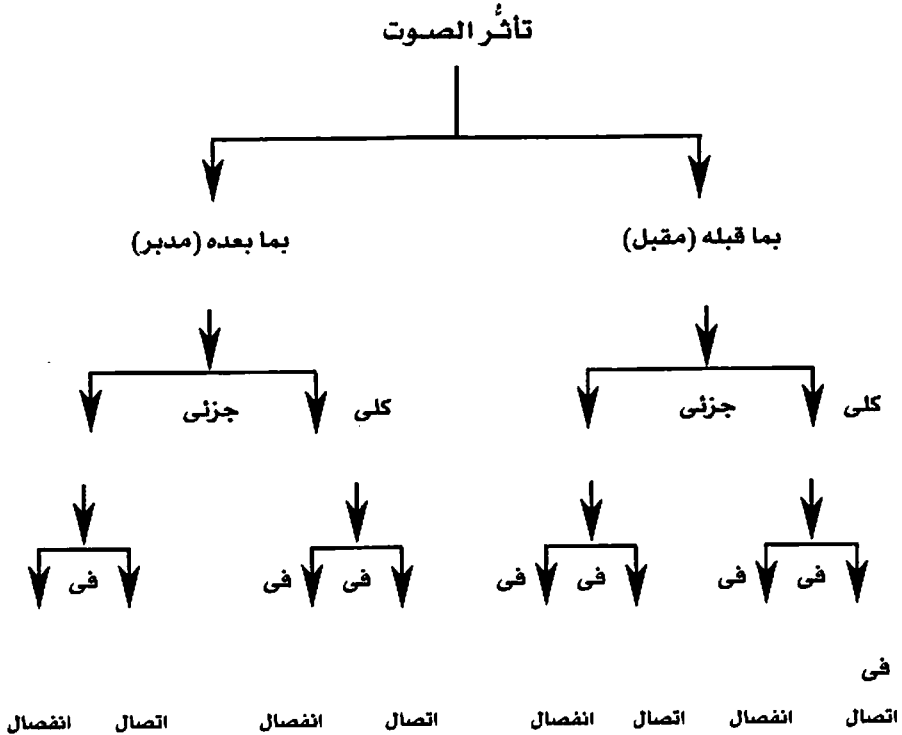 تأثُّر الصوت
بما قبله (مقبل) بما بعده (مدبر)
كلى جزئى كلى جزئى
فى فى فى فى فى فى فى
فى
اتصال انفصال اتصال انفصال اتصال انفصال اتصال انفصال